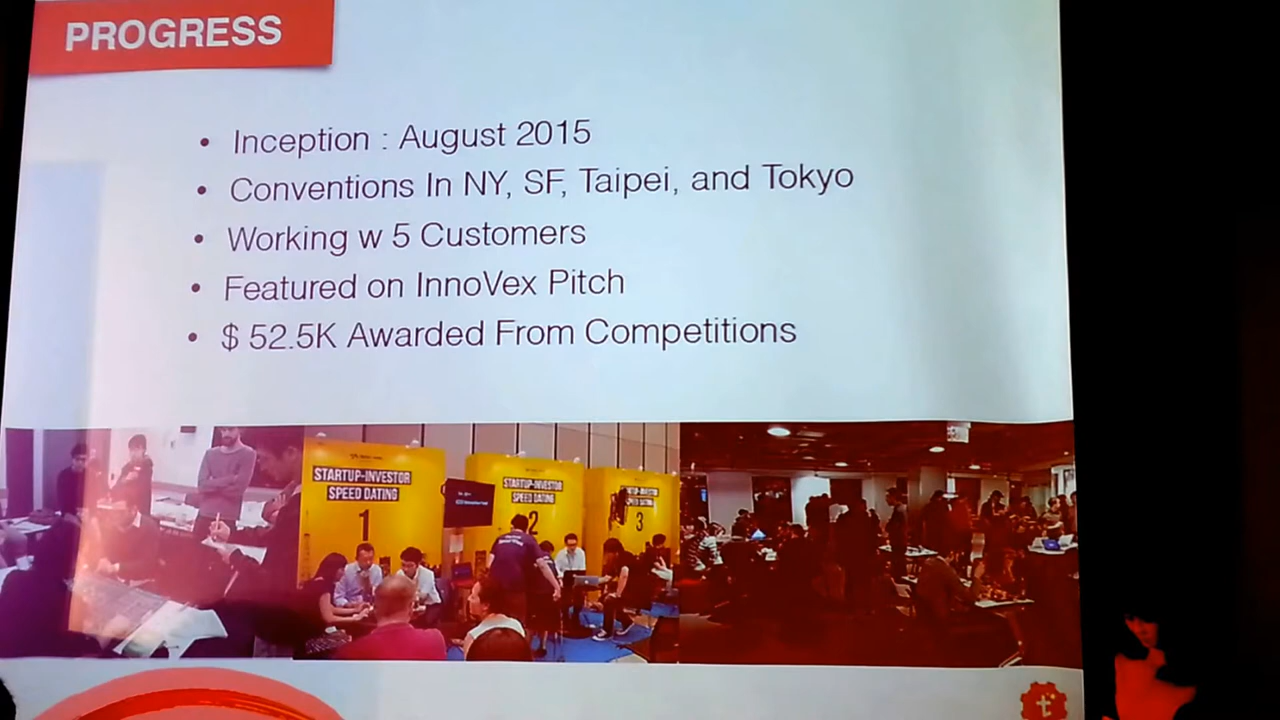 PROGRESS
• Inception : August 2015
• Conventions In NY, SF, Taipei, and Tokyo
• Working w 5 Customers
• Featured on InnoVex Pitch
• $ 52.5K Awarded From Competitions
STARTUP-INVESTOR
SPEED DATING
1
STARTUP-INVESTOR
SPEED DATING
2
STARTUP-INVESTOR
SPEED DATING
3
t